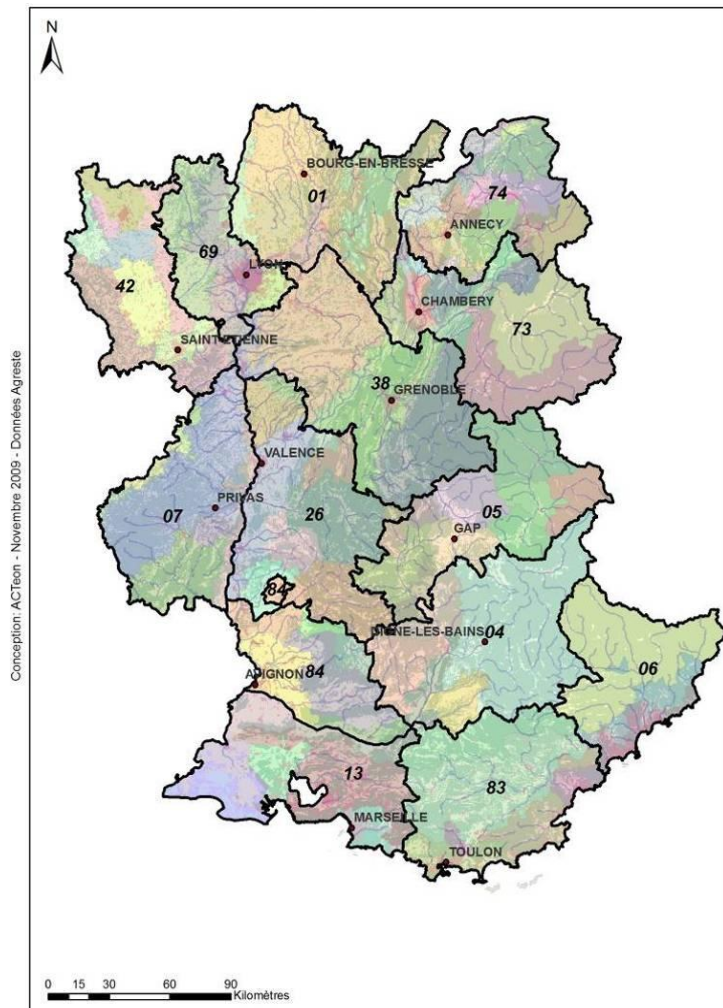 N
BOURG-EN-BRESSE
01
74
ANNECY
69
LYON
42
CHAMBERY
73
SAINT-ETIENNE
38
GRENOBLE
VALENCE
PRIVAS
07
26
05
GAP
84
DIGNE-LES-BAINS
04
84
06
AVIGNON
13
83
MARSEILLE
TOULON
0 15 30 60 90
Kilomètres
Conception: ACTeon - Novembre 2009 - Données Agreste